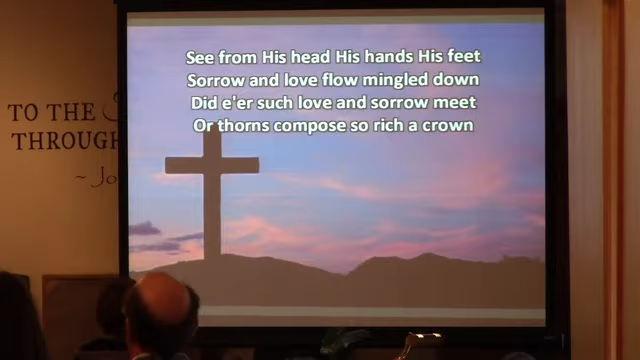 See from His head His hands His feet
Sorrow and love flow mingled down
Did e'er such love and sorrow meet
Or thorns compose so rich a crown
TO THE
THROUGH
~ Jo